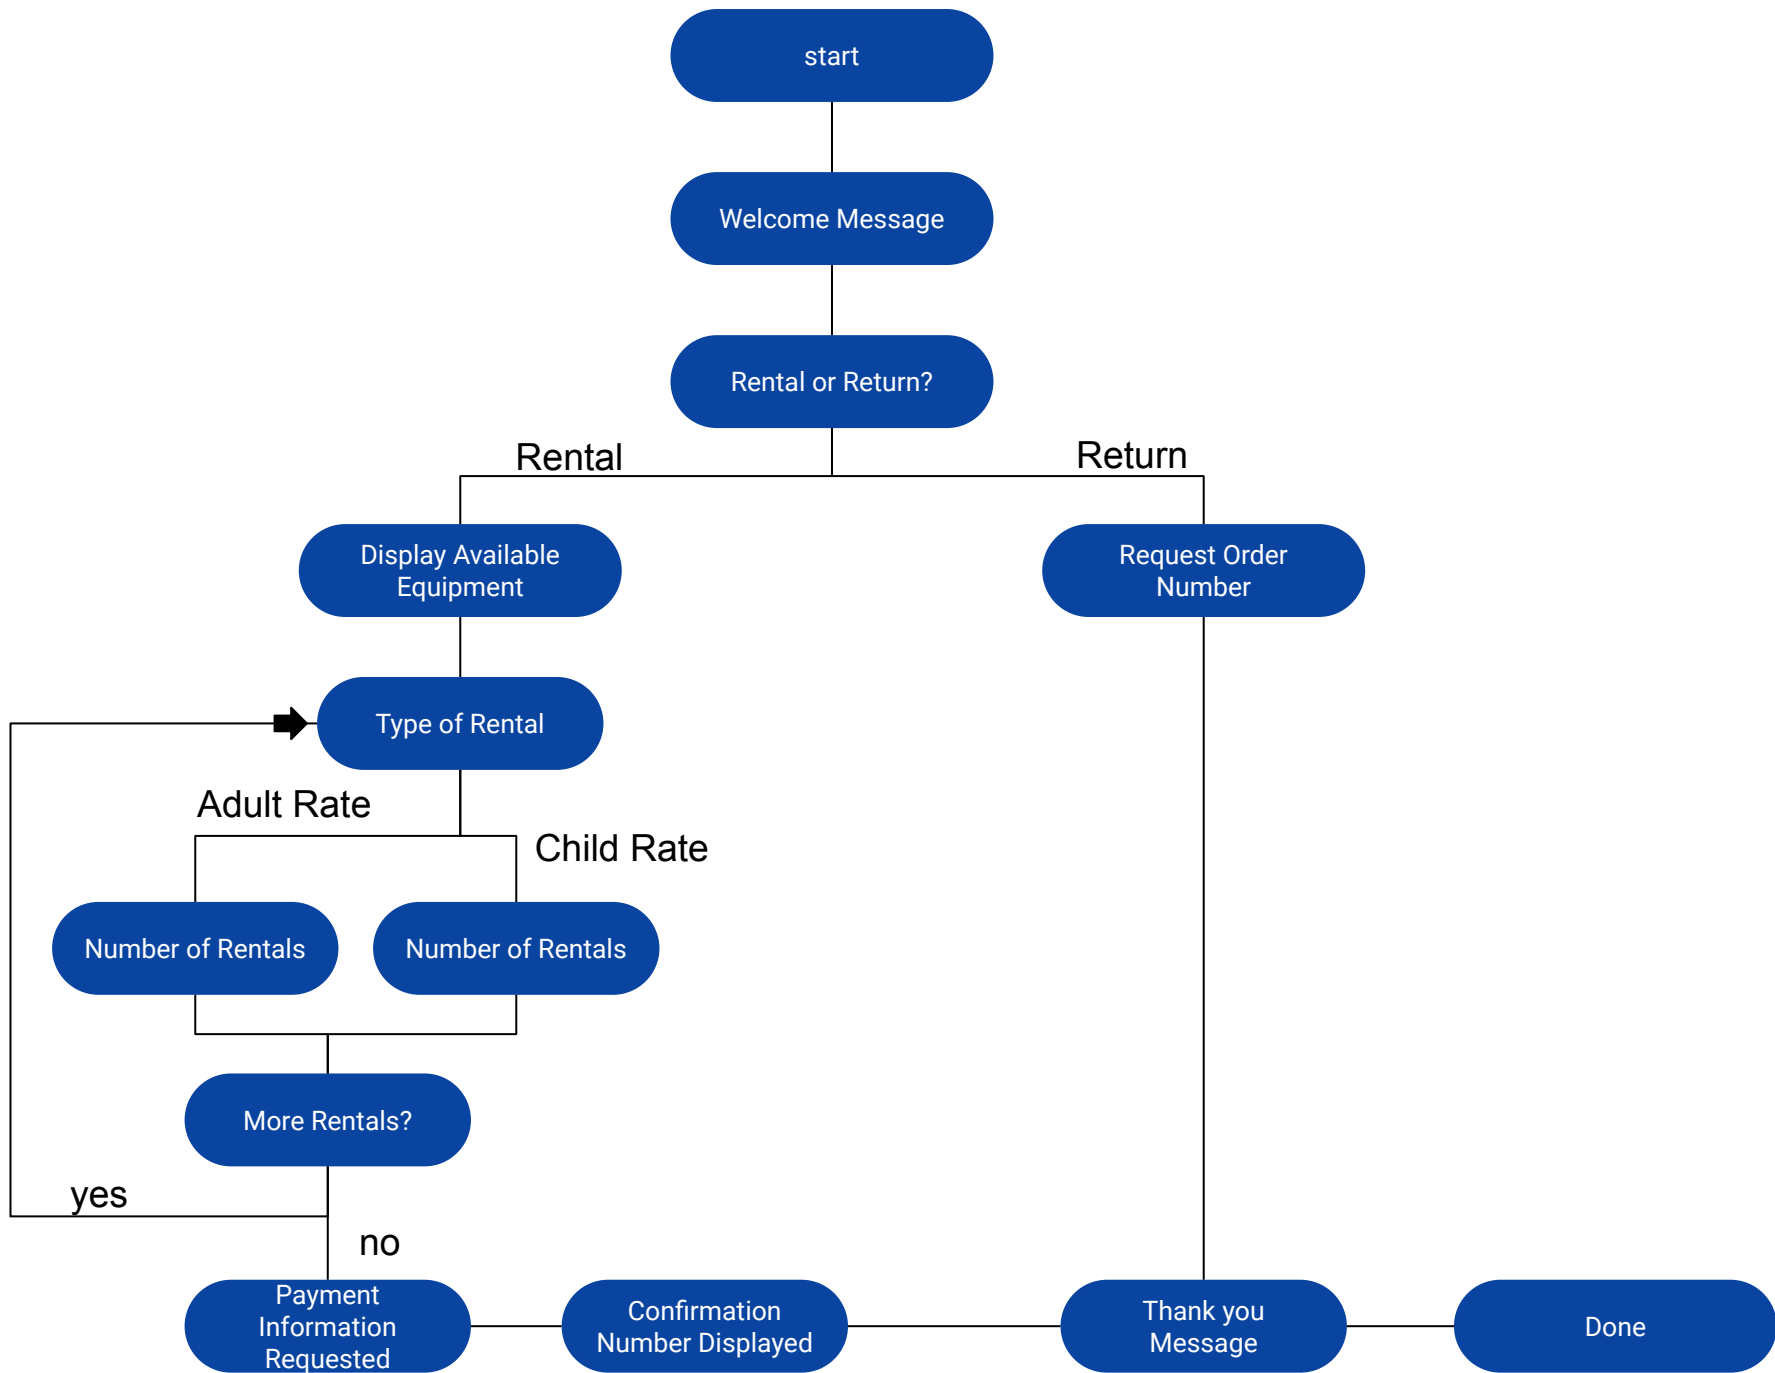 start
Welcome Message
Rental or Return?
Rental
Return
Display Available
Equipment
Request Order
Number
Type of Rental
Adult Rate
Child Rate
Number of Rentals
Number of Rentals
More Rentals?
yes
no
Payment
Information
Requested
Confirmation
Number Displayed
Thank you
Message
Done